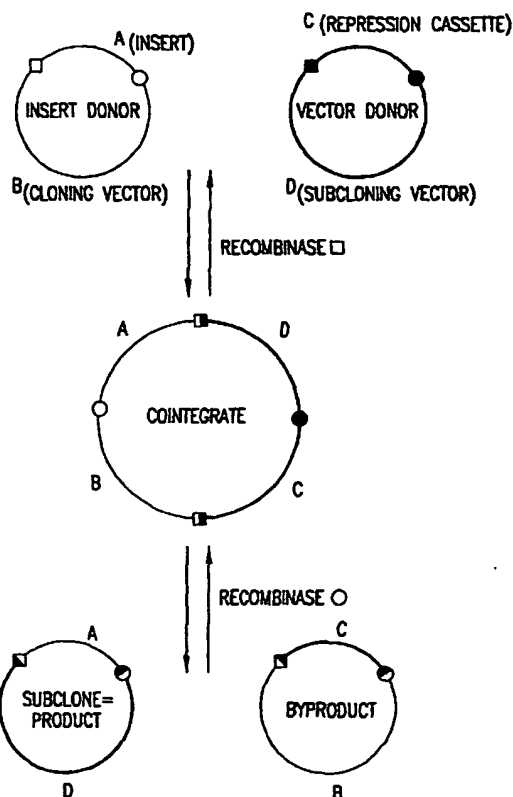 A (INSERT)
INSERT DONOR
B (CLONING VECTOR)
C (REPRESSION CASSETTE)
VECTOR DONOR
D (SUBCLONING VECTOR)
RECOMBINASE
A
D
COINTEGRATE
B
C
RECOMBINASE
A
SUBCLONE=
PRODUCT
D
C
BYPRODUCT
B